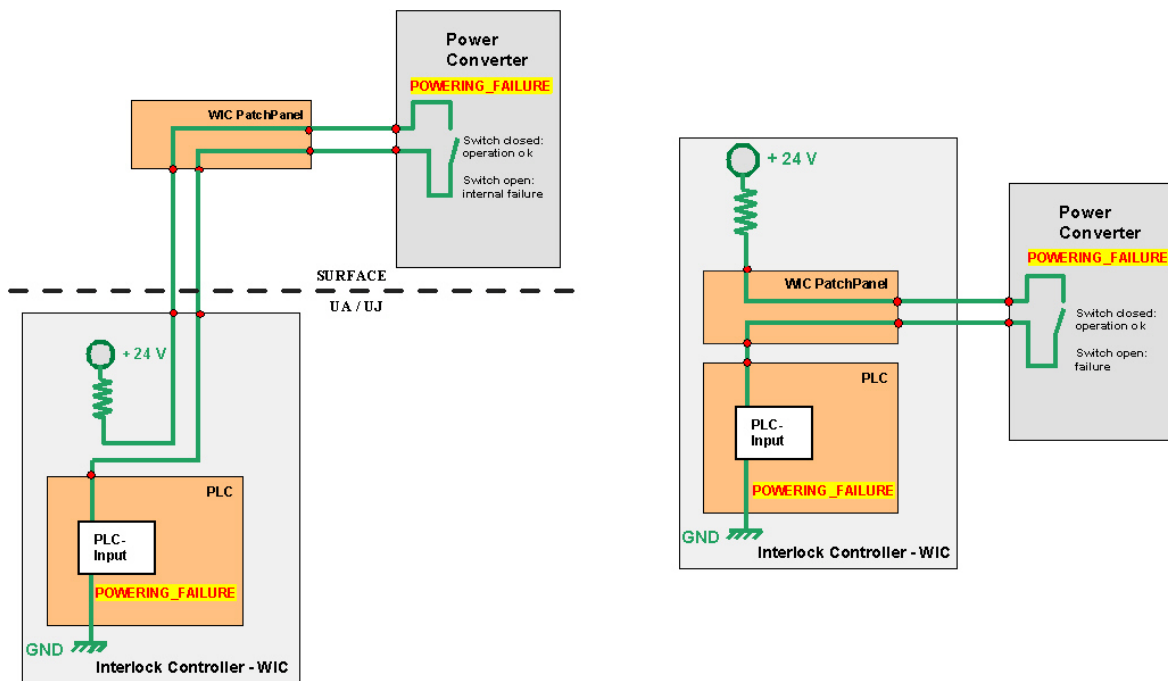 Power
Converter
POWERING_FAILURE
WIC PatchPanel
Switch closed:
operation ok
Switch open:
internal failure
SURFACE
UA / UJ
+ 24 V
PLC
PLC-
Input
POWERING_FAILURE
GND
Interlock Controller - WIC
+ 24 V
Power
Converter
POWERING_FAILURE
WIC PatchPanel
Switch closed:
operation ok
Switch open:
failure
PLC
PLC-
Input
POWERING_FAILURE
GND
Interlock Controller - WIC